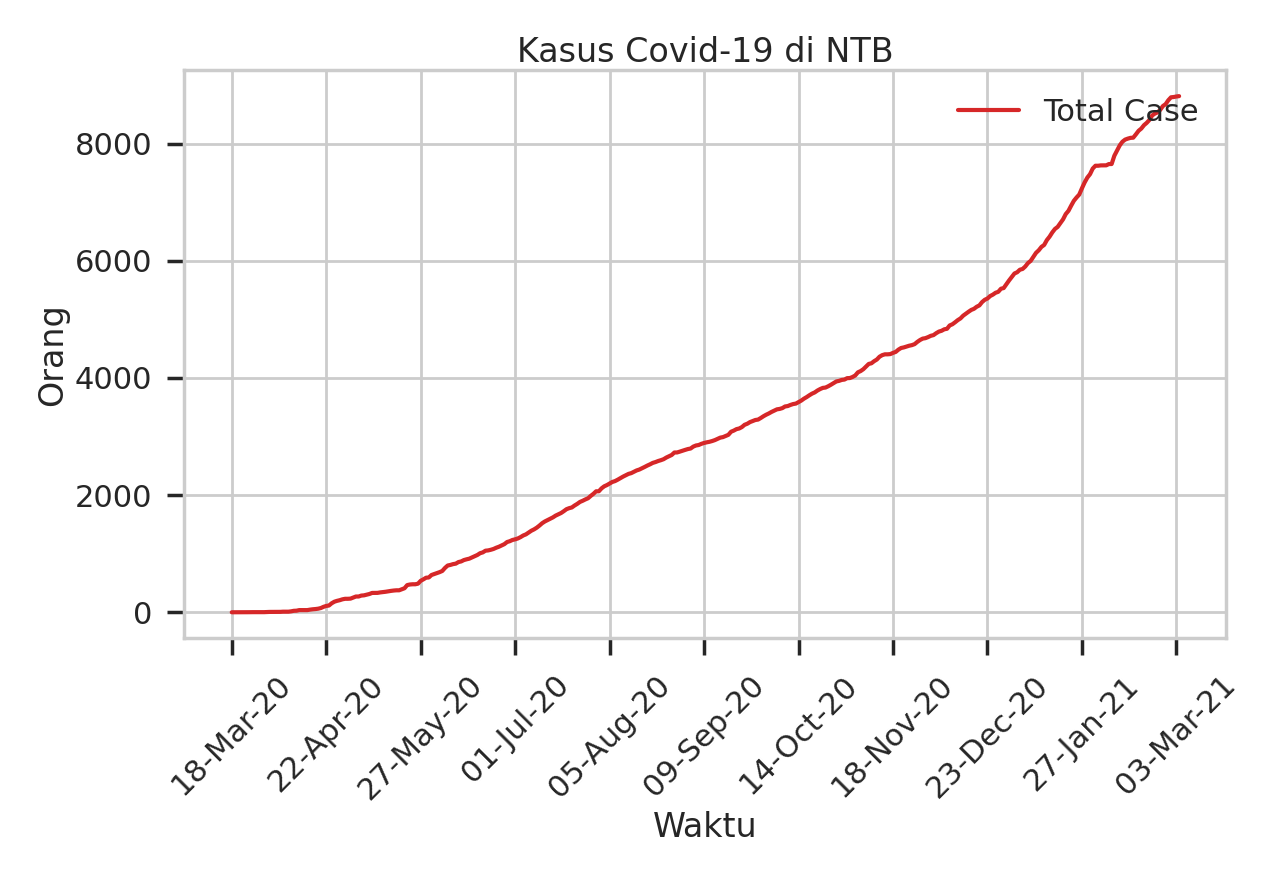 Kasus Covid-19 di NTB
Total Case
8000
6000
4000
2000
0
Orang
18-Mar-20
22-Apr-20
27-May-20
01-Jul-20
05-Aug-20
09-Sep-20
14-Oct-20
18-Nov-20
23-Dec-20
27-Jan-21
03-Mar-21
Waktu